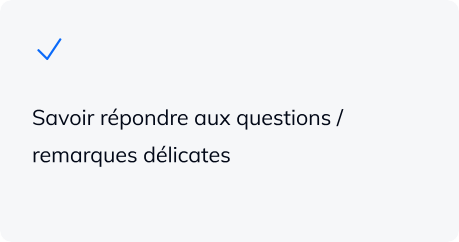 Savoir répondre aux questions /
remarques délicates